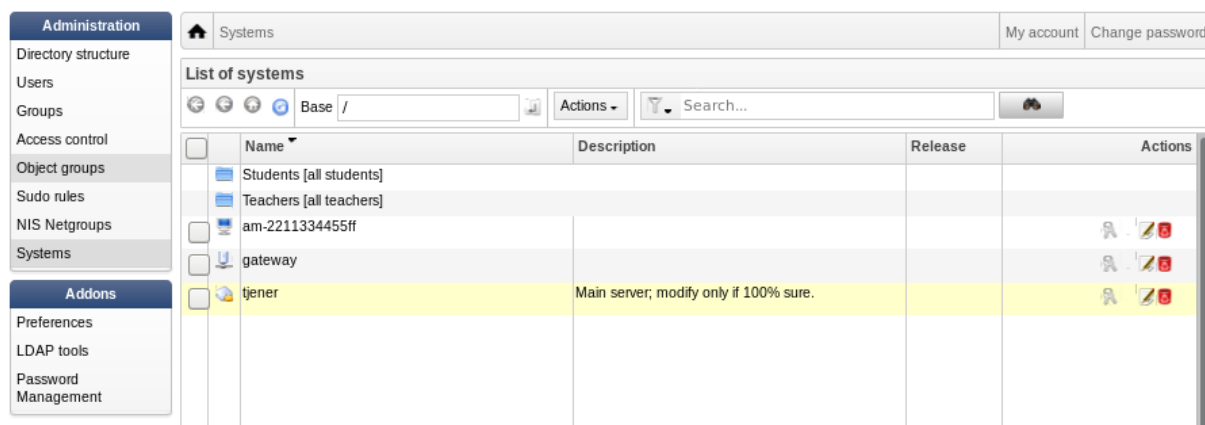 Administration
Directory structure
Users
Groups
Access control
Object groups
Sudo rules
NIS Netgroups
Systems
Addons
Preferences
LDAP tools
Password
Management
Systems My account Change password
List of systems
Base / Actions Search...
Name Description Release Actions
Students [all students]
Teachers [all teachers]
am-2211334455ff
gateway
tjener Main server; modify only if 100% sure.